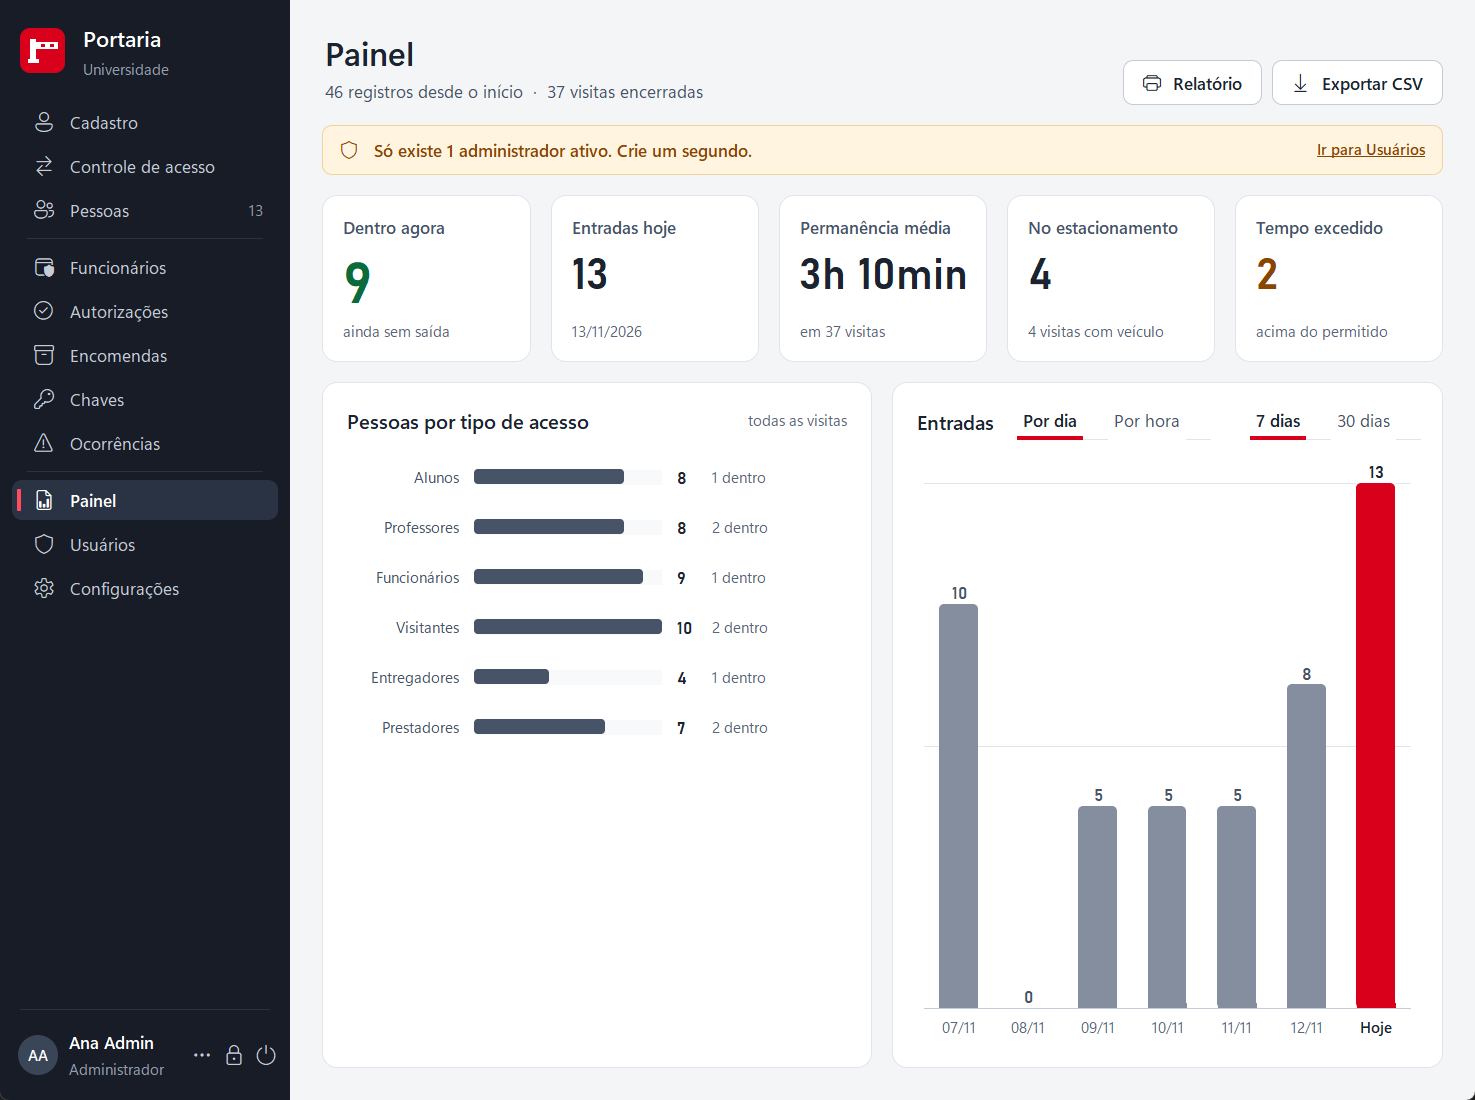 Portaria
Universidade
Cadastro
Controle de acesso
Pessoas 13
Funcionários
Autorizações
Encomendas
Chaves
Ocorrências
Painel
Usuários
Configurações
AA
Ana Admin
Administrador
Painel
46 registros desde o início · 37 visitas encerradas
Relatório
Exportar CSV
Só existe 1 administrador ativo. Crie um segundo.
Ir para Usuários
Dentro agora
9
ainda sem saída
Entradas hoje
13
13/11/2026
Permanência média
3h 10min
em 37 visitas
No estacionamento
4
4 visitas com veículo
Tempo excedido
2
acima do permitido
Pessoas por tipo de acesso
todas as visitas
Alunos 8 1 dentro
Professores 8 2 dentro
Funcionários 9 1 dentro
Visitantes 10 2 dentro
Entregadores 4 1 dentro
Prestadores 7 2 dentro
Entradas
Por dia
Por hora
7 dias
30 dias
10
0
5
5
5
8
13
07/11
08/11
09/11
10/11
11/11
12/11
Hoje